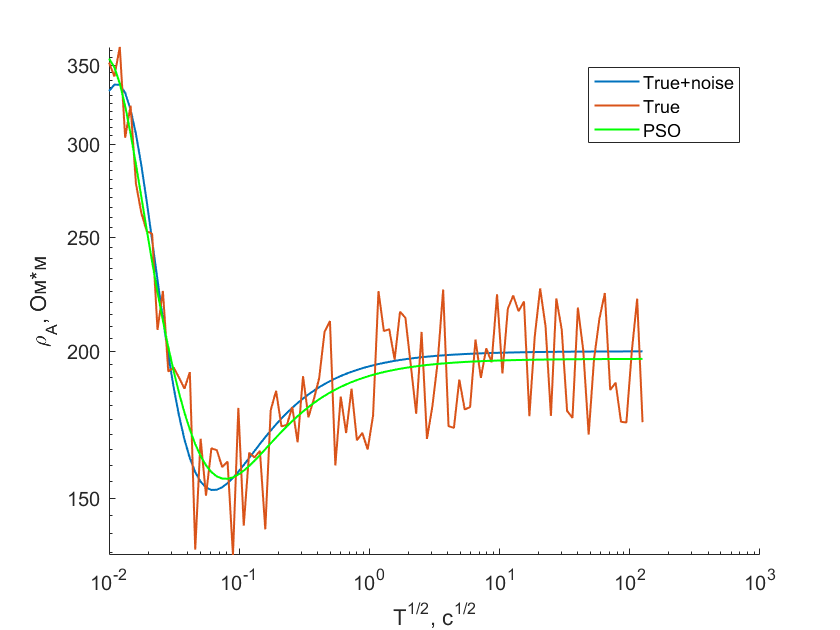 350
300
250
200
150
ρA, Ом*м
True+noise
True
PSO
10-2 10-1 100 101 102 103
T1/2, c1/2